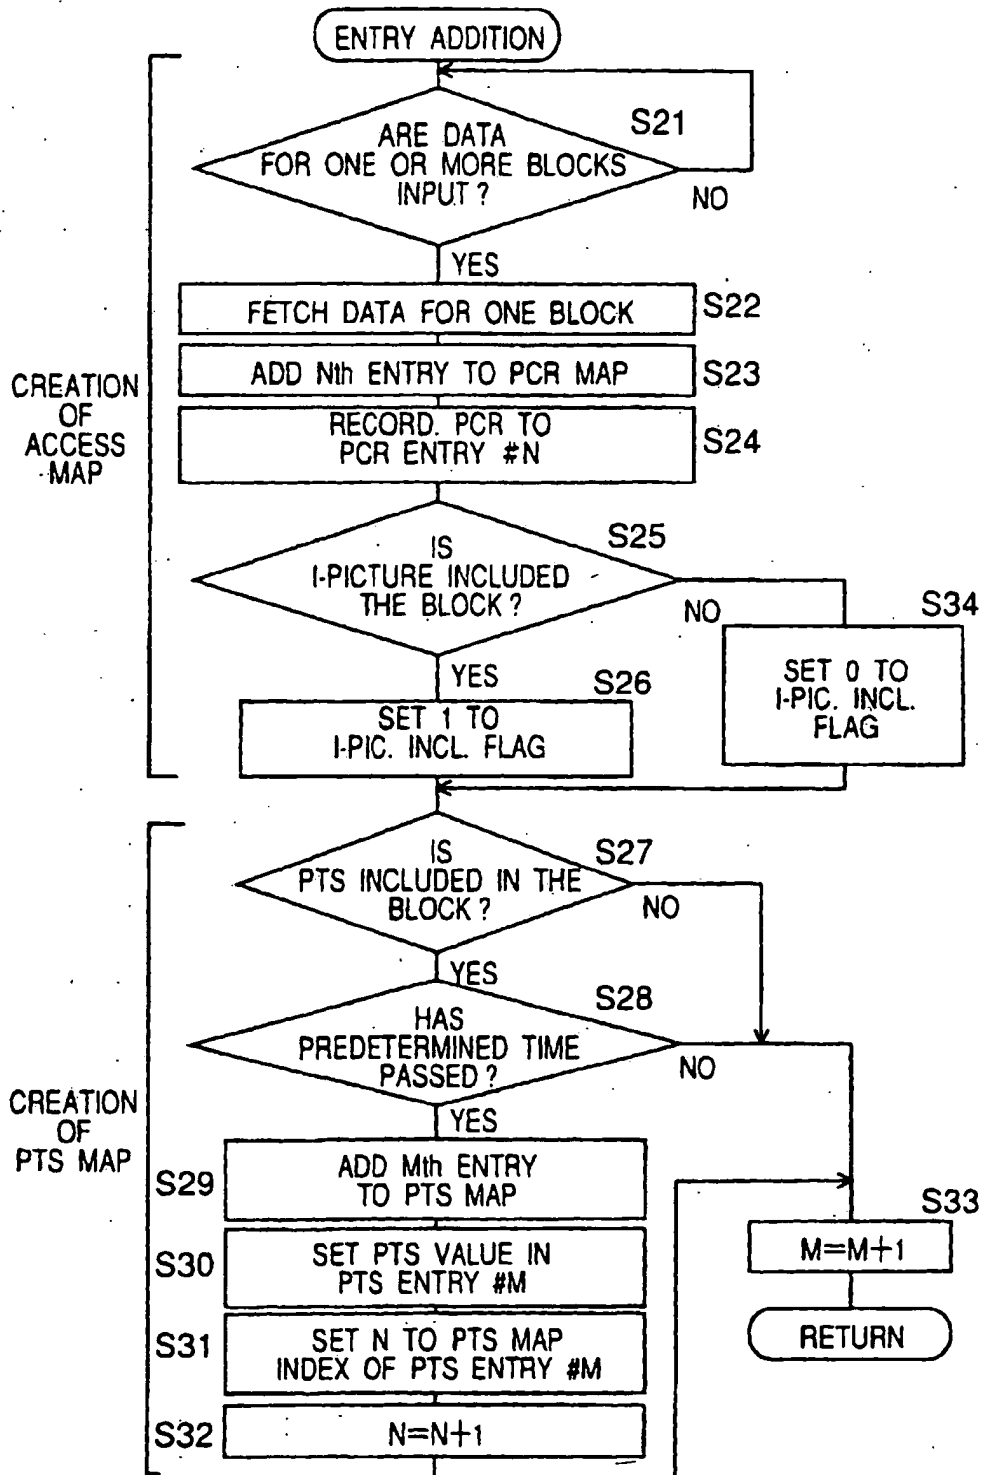 ENTRY ADDITION
S21
ARE DATA
FOR ONE OR MORE BLOCKS
INPUT ?
NO
YES
FETCH DATA FOR ONE BLOCK
S22
ADD Nth ENTRY TO PCR MAP
S23
RECORD. PCR TO
PCR ENTRY #N
S24
CREATION
OF
ACCESS
MAP
S25
IS
I-PICTURE INCLUDED
THE BLOCK ?
NO
YES
S34
SET 0 TO
I-PIC. INCL.
FLAG
S26
SET 1 TO
I-PIC. INCL. FLAG
S27
IS
PTS INCLUDED IN THE
BLOCK ?
NO
YES
S28
HAS
PREDETERMINED TIME
PASSED ?
NO
YES
CREATION
OF
PTS MAP
S29
ADD Mth ENTRY
TO PTS MAP
S30
SET PTS VALUE IN
PTS ENTRY #M
S31
SET N TO PTS MAP
INDEX OF PTS ENTRY #M
S32
N=N+1
S33
M=M+1
RETURN